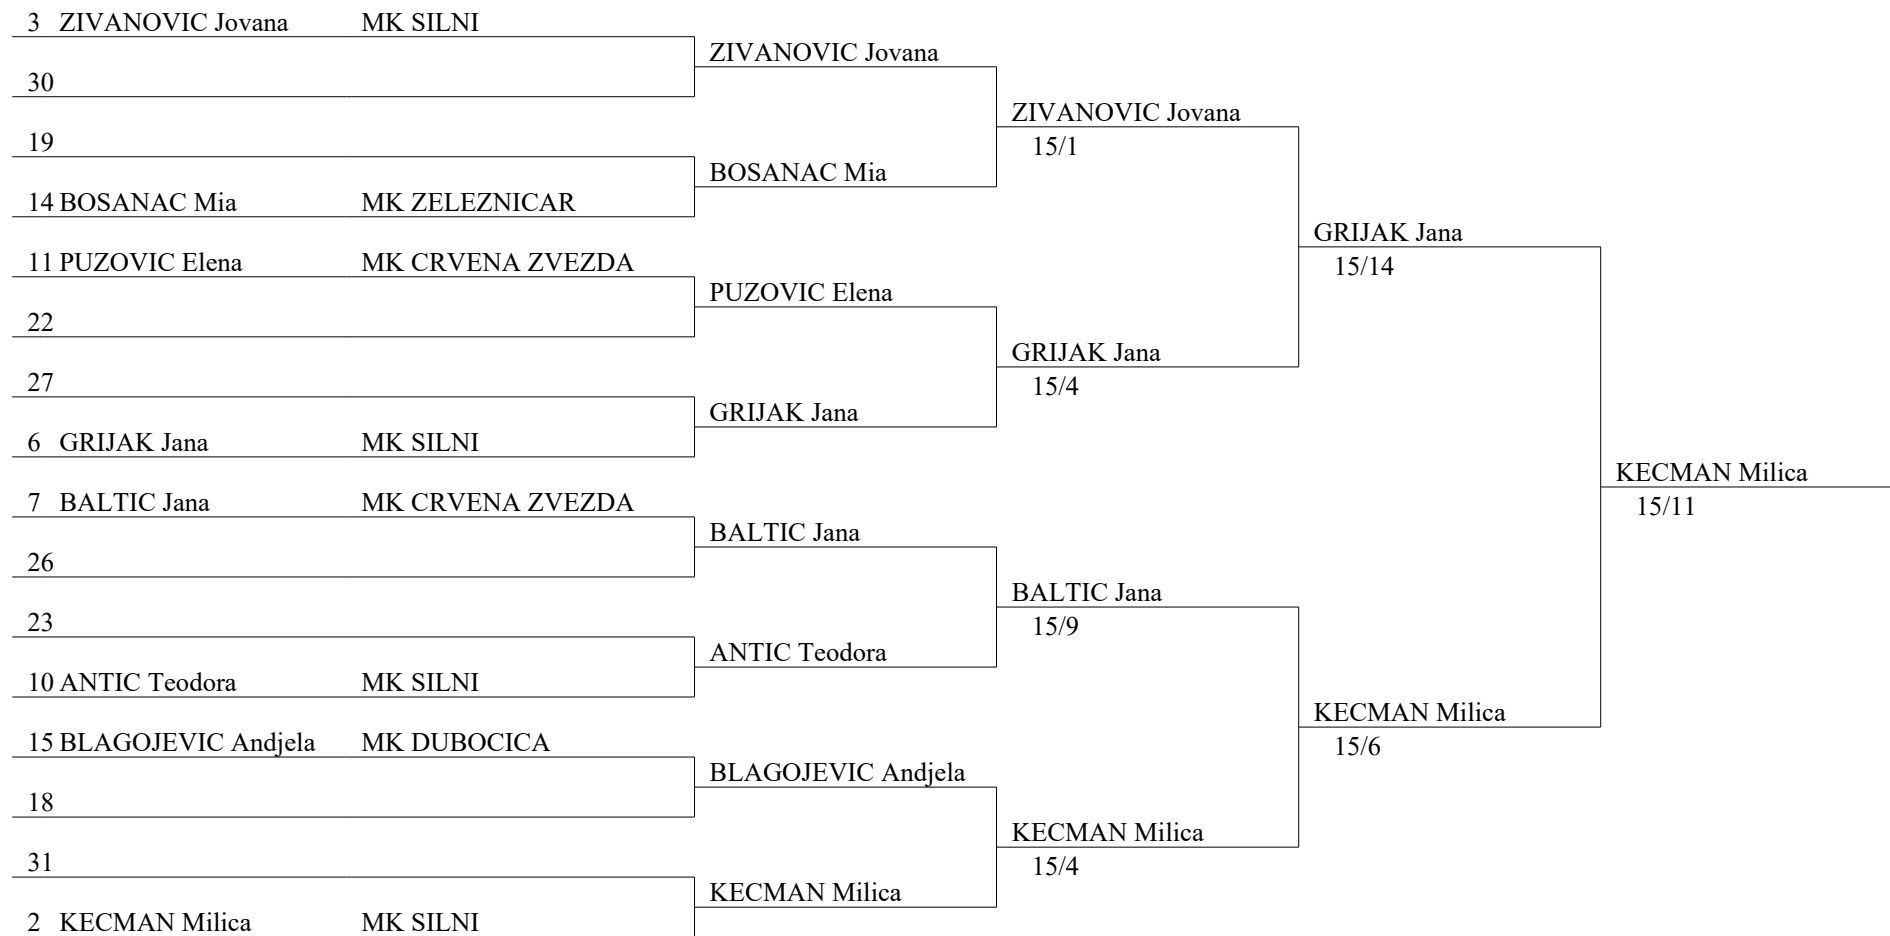 3 ZIVANOVIC Jovana MK SILNI
ZIVANOVIC Jovana
30
ZIVANOVIC Jovana
15/1
19
BOSANAC Mia
14 BOSANAC Mia MK ZELEZNICAR
GRIJAK Jana
15/14
11 PUZOVIC Elena MK CRVENA ZVEZDA
PUZOVIC Elena
22
GRIJAK Jana
15/4
27
GRIJAK Jana
6 GRIJAK Jana MK SILNI
KECMAN Milica
15/11
7 BALTIC Jana MK CRVENA ZVEZDA
BALTIC Jana
26
BALTIC Jana
15/9
23
ANTIC Teodora
10 ANTIC Teodora MK SILNI
KECMAN Milica
15/6
15 BLAGOJEVIC Andjela MK DUBOCICA
BLAGOJEVIC Andjela
18
KECMAN Milica
15/4
31
KECMAN Milica
2 KECMAN Milica MK SILNI